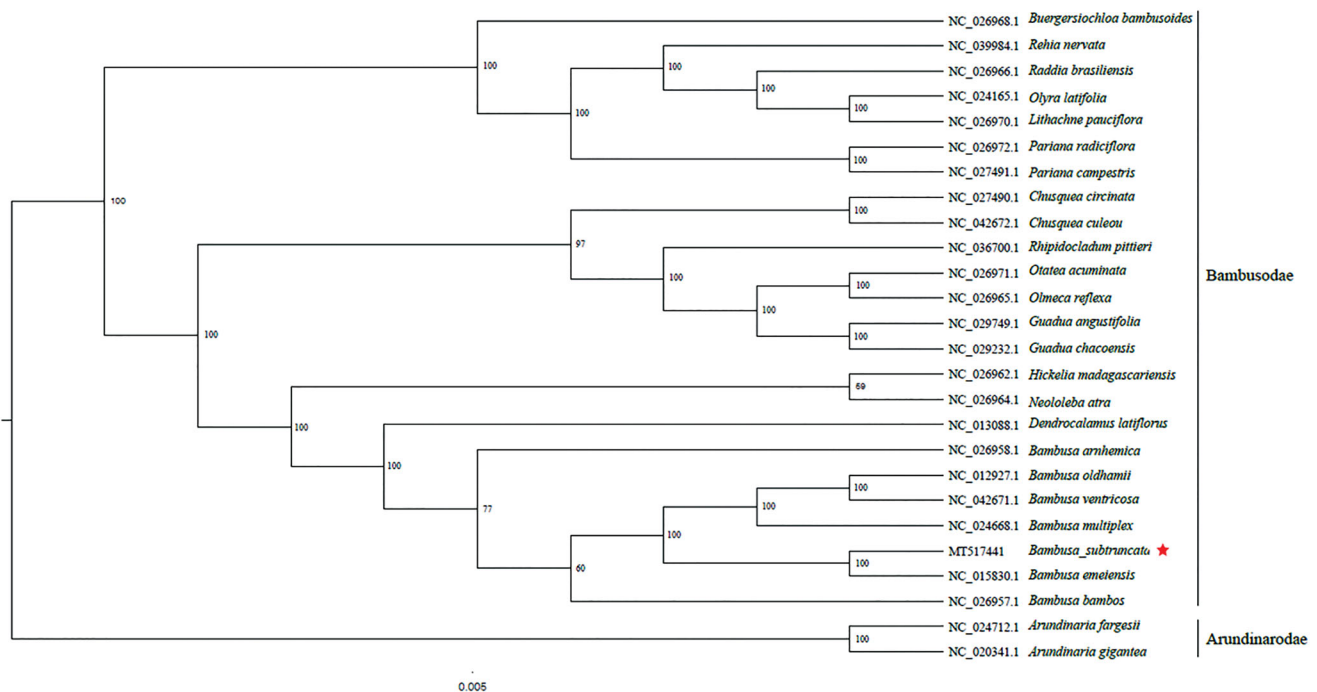 NC_026968.1 Buergersiochloa bambusoides
NC_039984.1 Rehia nervata
100
100
NC_026966.1 Raddia brasiliensis
100
NC_024165.1 Olyra latifolia
100
100
NC_026970.1 Lithachne pauciflora
NC_026972.1 Pariana radiciflora
100
NC_027491.1 Pariana campestris
100
NC_027490.1 Chusquea circinata
100
NC_042672.1 Chusquea culeou
97
NC_036700.1 Rhipidocladum pittieri
Bambusodae
100
NC_026971.1 Otatea acuminata
100
NC_026965.1 Olmeca reflexa
100
NC_029749.1 Guadua angustifolia
100
100
NC_029232.1 Guadua chacoensis
NC_026962.1 Hickelia madagascariensis
69
NC_026964.1 Neololeba atra
100
NC_013088.1 Dendrocalamus latiflorus
NC_026958.1 Bambusa arnhemica
100
NC_012927.1 Bambusa oldhamii
100
NC_042671.1 Bambusa ventricosa
77
100
NC_024668.1 Bambusa multiplex
100
MT517441 Bambusa_subtruncata
100
60
NC_015830.1 Bambusa emeiensis
NC_026957.1 Bambusa bambos
NC_024712.1 Arundinaria fargesii
100
Arundinarodae
NC_020341.1 Arundinaria gigantea
0.005